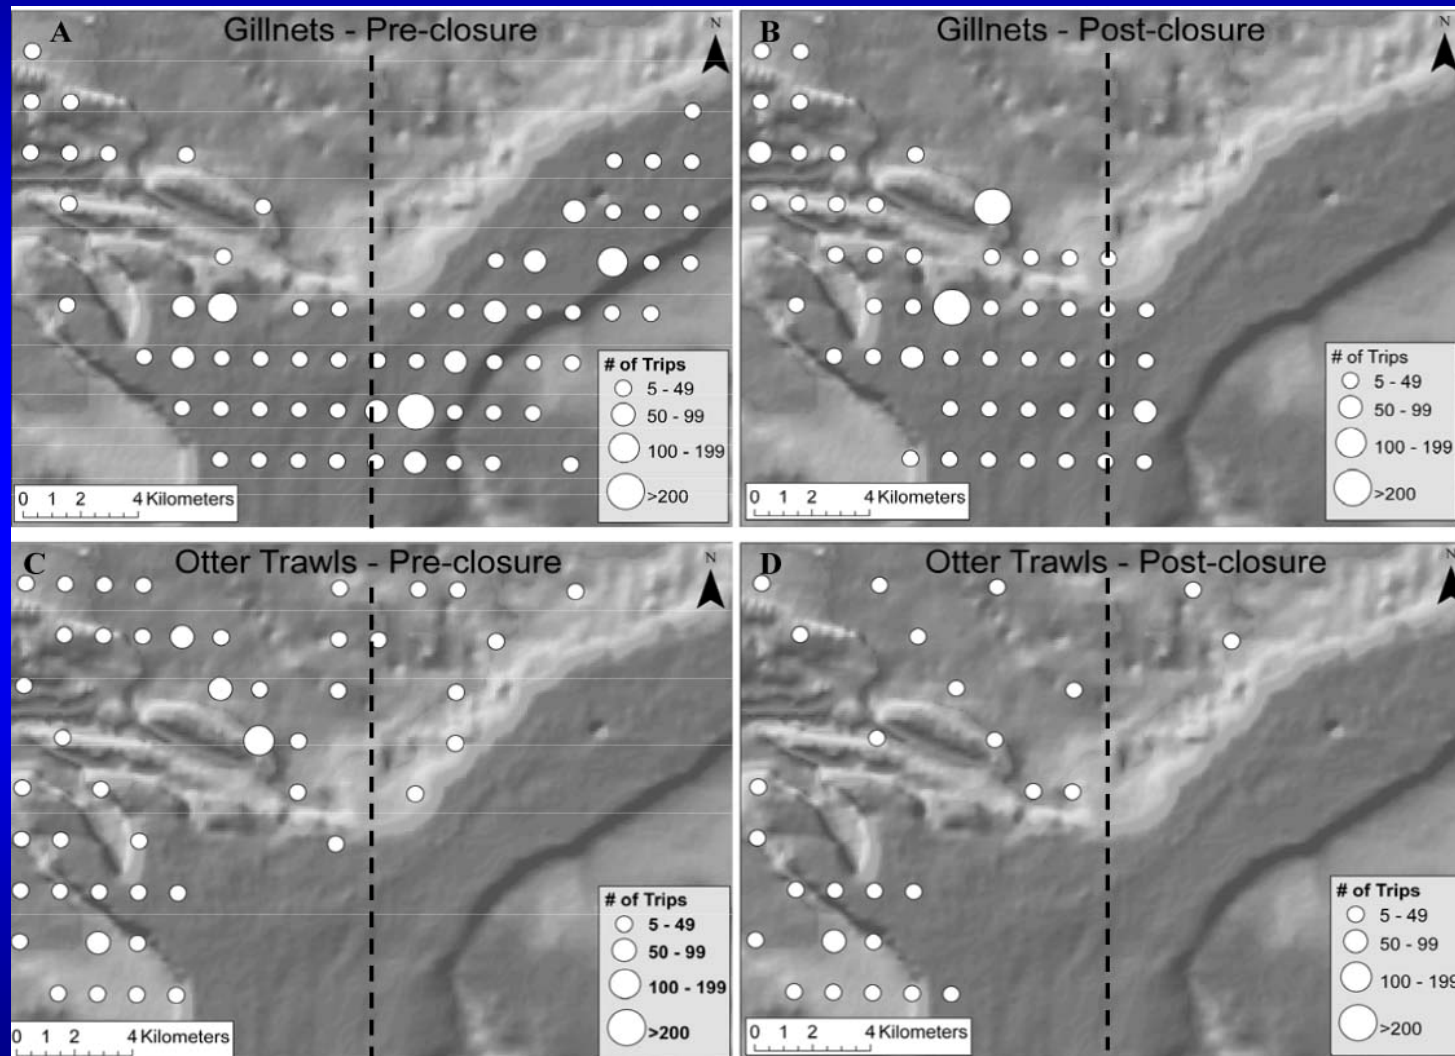 A
Gillnets - Pre-closure
N
# of Trips
5 - 49
50 - 99
100 - 199
>200
0 1 2 4 Kilometers
B
Gillnets - Post-closure
N
# of Trips
5 - 49
50 - 99
100 - 199
>200
0 1 2 4 Kilometers
C
Otter Trawls - Pre-closure
N
# of Trips
5 - 49
50 - 99
100 - 199
>200
0 1 2 4 Kilometers
D
Otter Trawls - Post-closure
N
# of Trips
5 - 49
50 - 99
100 - 199
>200
0 1 2 4 Kilometers